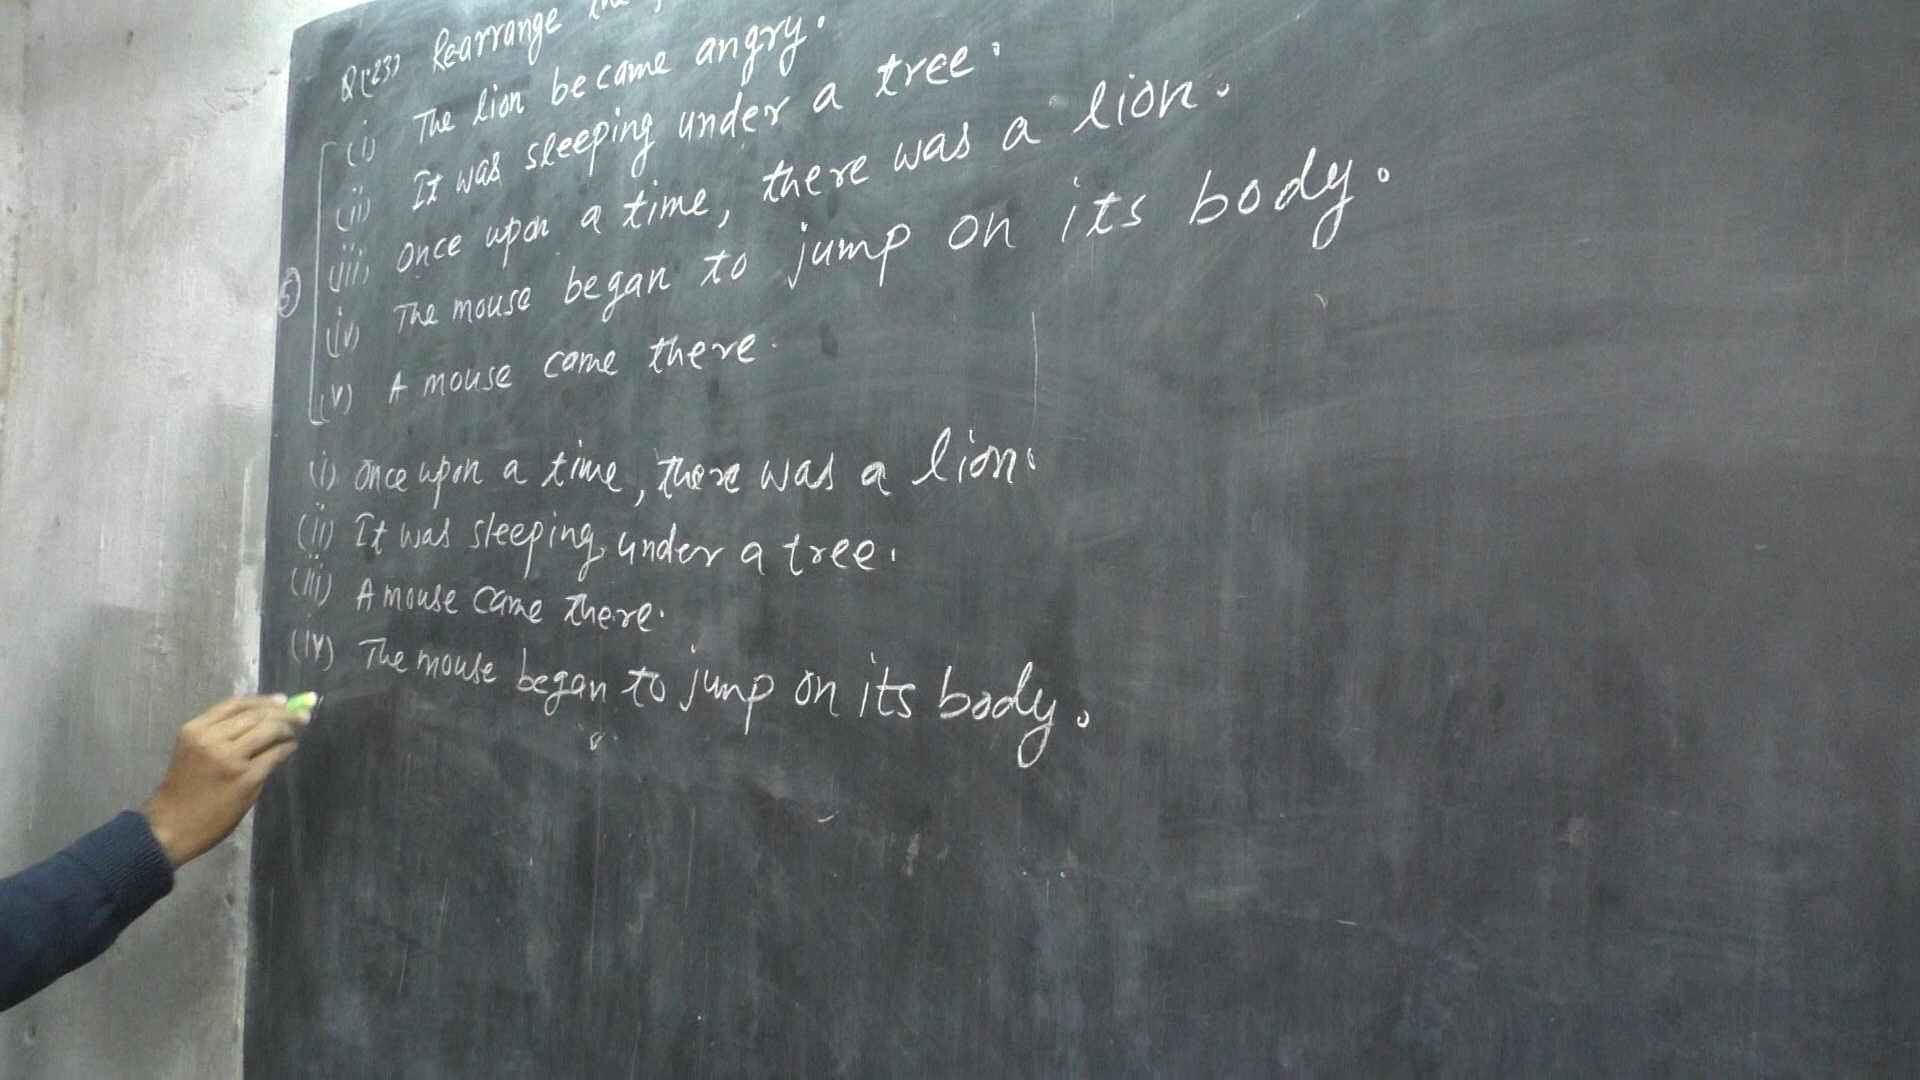 Q(23) Rearrange the
(i) The lion became angry.
(ii) It was sleeping under a tree.
(iii) Once upon a time, there was a lion.
(iv) The mouse began to jump on its body.
(v) A mouse came there.
5
(i) Once upon a time, there was a lion.
(ii) It was sleeping under a tree.
(iii) A mouse came there.
(iv) The mouse began to jump on its body.